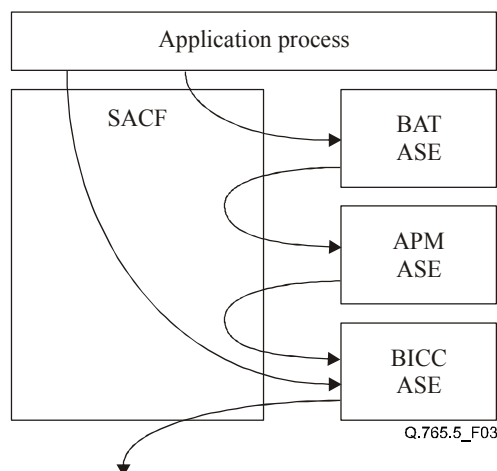 Application process
SACF
BAT
ASE
APM
ASE
BICC
ASE
Q.765.5_F03